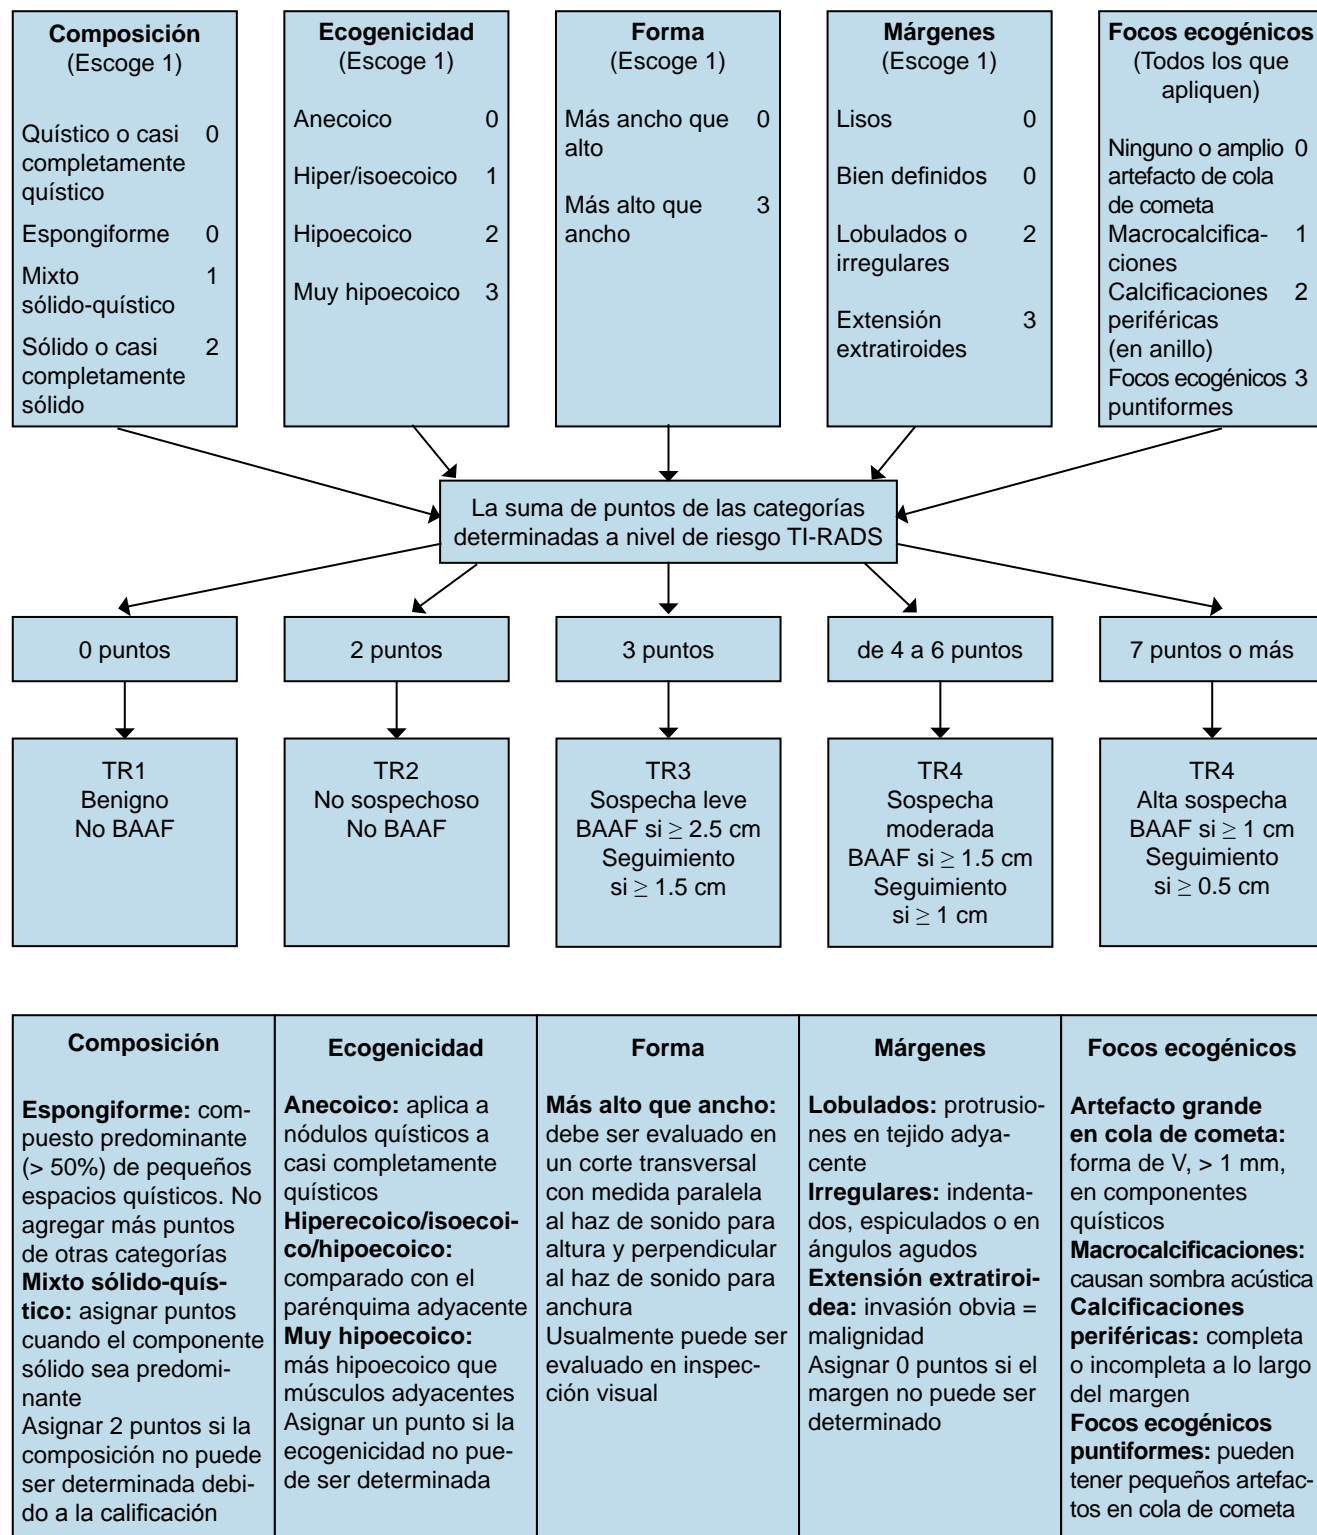 Composición
(Escoge 1)
Quístico o casi 0
completamente
quístico
Espongiforme 0
Mixto 1
sólido-quístico
Sólido o casi 2
completamente
sólido
Ecogenicidad
(Escoge 1)
Anecoico 0
Hiper/isoecoico 1
Hipoecoico 2
Muy hipoecoico 3
Forma
(Escoge 1)
Más ancho que 0
alto
Más alto que 3
ancho
Márgenes
(Escoge 1)
Lisos 0
Bien definidos 0
Lobulados o 2
irregulares
Extensión 3
extratiroides
Focos ecogénicos
(Todos los que
apliquen)
Ninguno o amplio 0
artefacto de cola
de cometa
Macrocalcifica- 1
ciones
Calcificaciones 2
periféricas
(en anillo)
Focos ecogénicos 3
puntiformes
La suma de puntos de las categorías
determinadas a nivel de riesgo TI-RADS
0 puntos
2 puntos
3 puntos
de 4 a 6 puntos
7 puntos o más
TR1
Benigno
No BAAF
TR2
No sospechoso
No BAAF
TR3
Sospecha leve
BAAF si ≥ 2.5 cm
Seguimiento
si ≥ 1.5 cm
TR4
Sospecha
moderada
BAAF si ≥ 1.5 cm
Seguimiento
si ≥ 1 cm
TR4
Alta sospecha
BAAF si ≥ 1 cm
Seguimiento
si ≥ 0.5 cm
Composición
Espongiforme: com-
puesto predominante
(> 50%) de pequeños
espacios quísticos. No
agregar más puntos
de otras categorías
Mixto sólido-quís-
tico: asignar puntos
cuando el componente
sólido sea predomi-
nante
Asignar 2 puntos si la
composición no puede
ser determinada debi-
do a la calificación
Ecogenicidad
Anecoico: aplica a
nódulos quísticos a
casi completamente
quísticos
Hiperecoico/isoecoi-
co/hipoecoico:
comparado con el
parénquima adyacente
Muy hipoecoico:
más hipoecoico que
músculos adyacentes
Asignar un punto si la
ecogenicidad no pue-
de ser determinada
Forma
Más alto que ancho:
debe ser evaluado en
un corte transversal
con medida paralela
al haz de sonido para
altura y perpendicular
al haz de sonido para
anchura
Usualmente puede ser
evaluado en inspec-
ción visual
Márgenes
Lobulados: protrusio-
nes en tejido adya-
cente
Irregulares: indenta-
dos, espiculados o en
ángulos agudos
Extensión extratiroi-
dea: invasión obvia =
malignidad
Asignar 0 puntos si el
margen no puede ser
determinado
Focos ecogénicos
Artefacto grande
en cola de cometa:
forma de V, > 1 mm,
en componentes
quísticos
Macrocalcificaciones:
causan sombra acústica
Calcificaciones
periféricas: completa
o incompleta a lo largo
del margen
Focos ecogénicos
puntiformes: pueden
tener pequeños artefac-
tos en cola de cometa